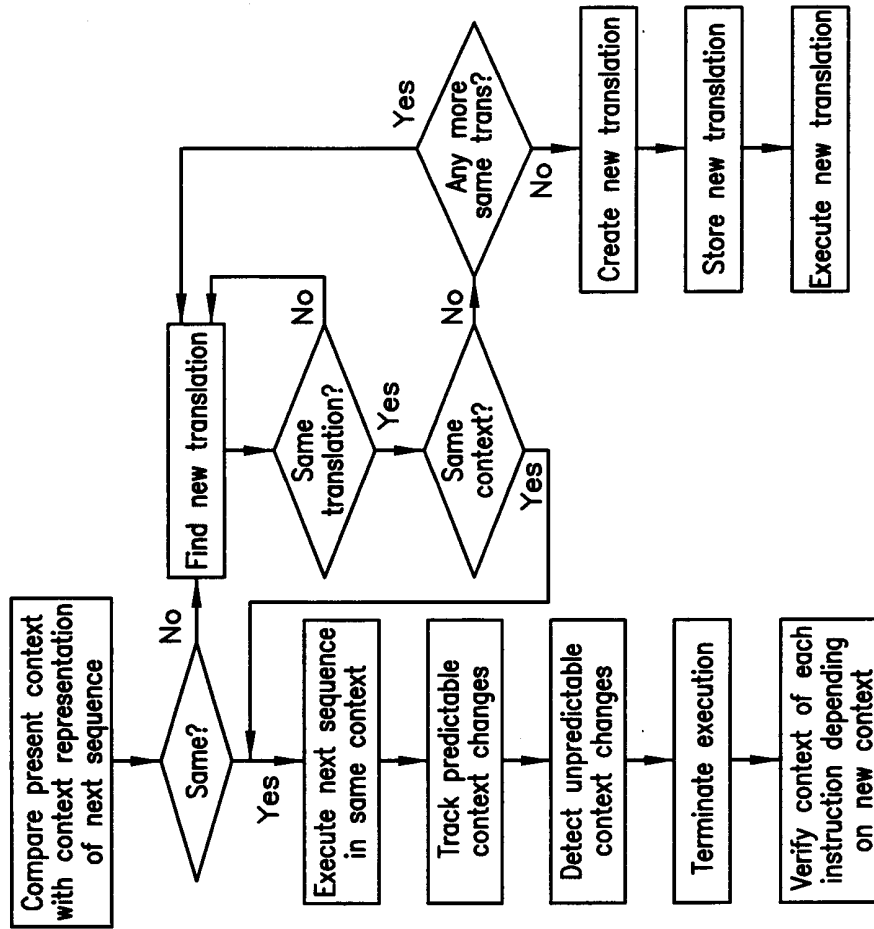 Compare present context
with context representation
of next sequence
Same?
No
Yes
Find new translation
Same
translation?
No
Yes
Same
context?
No
Yes
Any more
same trans?
Yes
No
Create new translation
Store new translation
Execute new translation
Execute next sequence
in same context
Track predictable
context changes
Detect unpredictable
context changes
Terminate execution
Verify context of each
instruction depending
on new context